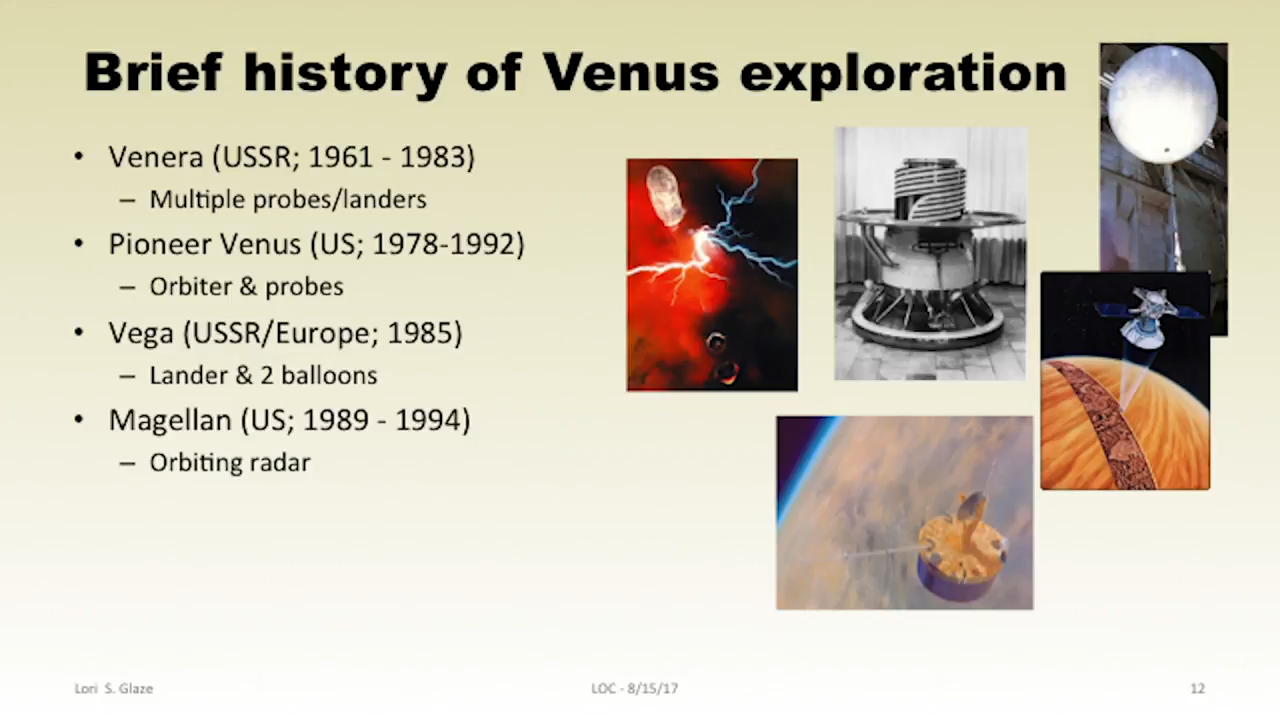 Brief history of Venus exploration
• Venera (USSR; 1961 - 1983)
– Multiple probes/landers
• Pioneer Venus (US; 1978-1992)
– Orbiter & probes
• Vega (USSR/Europe; 1985)
– Lander & 2 balloons
• Magellan (US; 1989 - 1994)
– Orbiting radar
Lori S. Glaze
LOC - 8/15/17
12